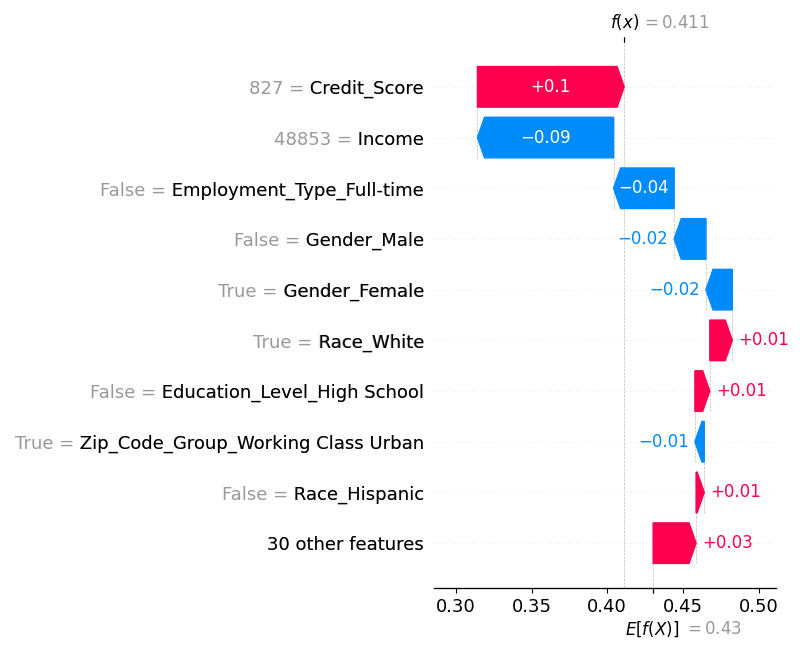 f(x) = 0.411
827 = Credit_Score
+0.1
48853 = Income
−0.09
False = Employment_Type_Full-time
−0.04
False = Gender_Male
−0.02
True = Gender_Female
−0.02
True = Race_White
+0.01
False = Education_Level_High School
+0.01
True = Zip_Code_Group_Working Class Urban
−0.01
False = Race_Hispanic
+0.01
30 other features
+0.03
0.30 0.35 0.40 0.45 0.50
E[f(X)] = 0.43